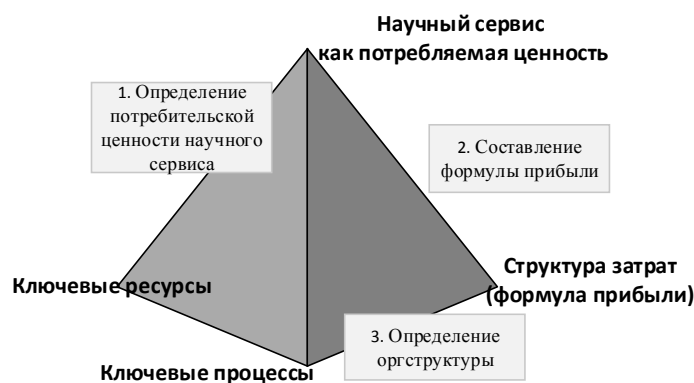 Научный сервис
как потребляемая ценность
1. Определение
потребительской
ценности научного
сервиса
2. Составление
формулы прибыли
Ключевые ресурсы
Структура затрат
(формула прибыли)
3. Определение
оргструктуры
Ключевые процессы